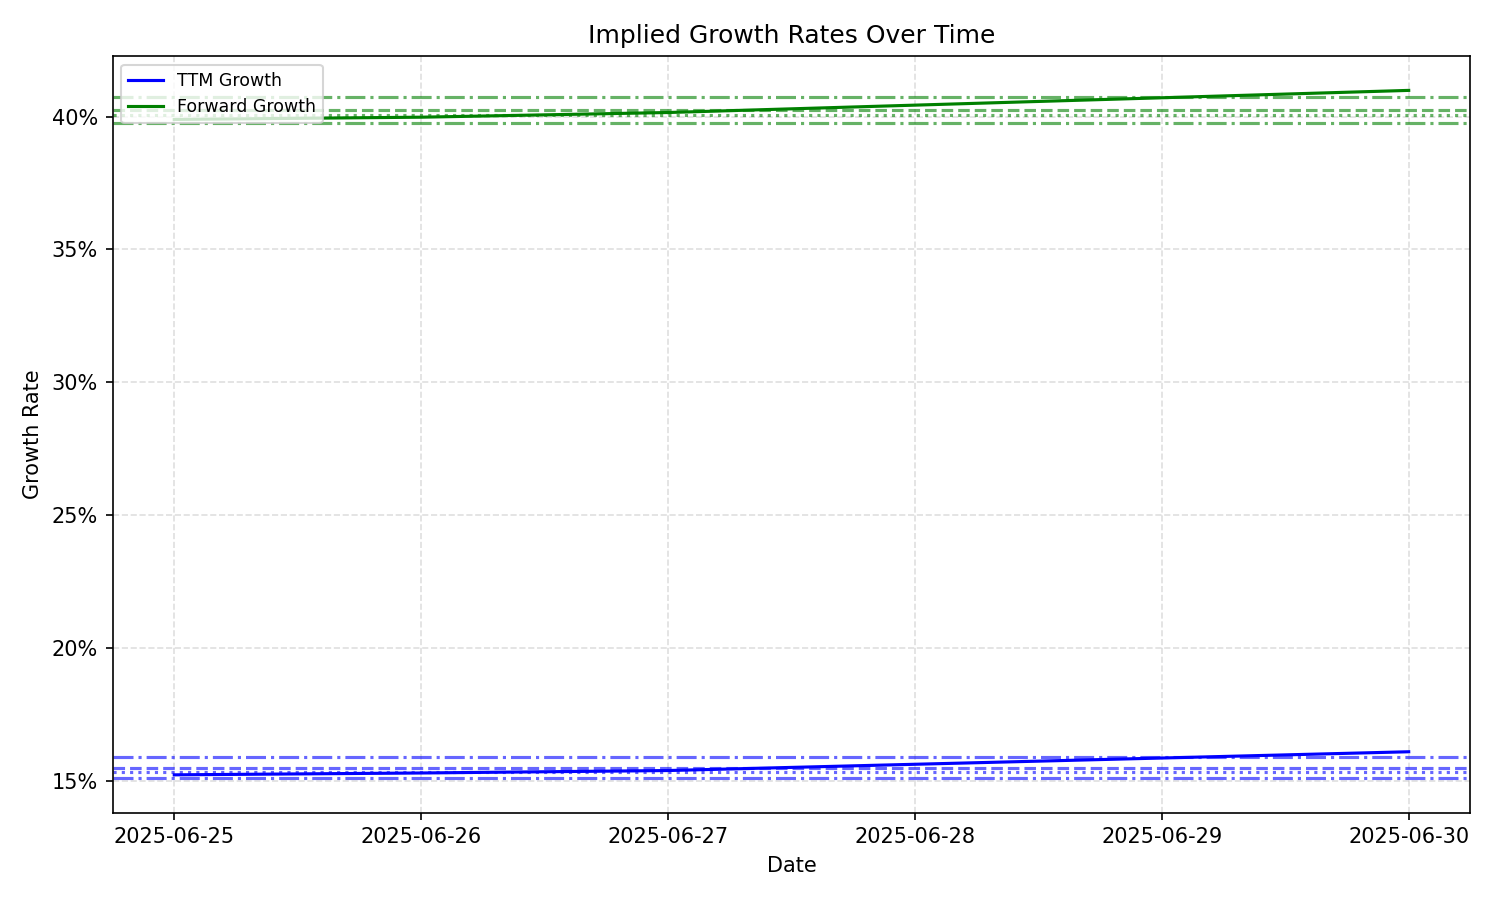 Implied Growth Rates Over Time
TTM Growth
Forward Growth
40%
35%
30%
25%
20%
15%
Growth Rate
2025-06-25
2025-06-26
2025-06-27
2025-06-28
2025-06-29
2025-06-30
Date